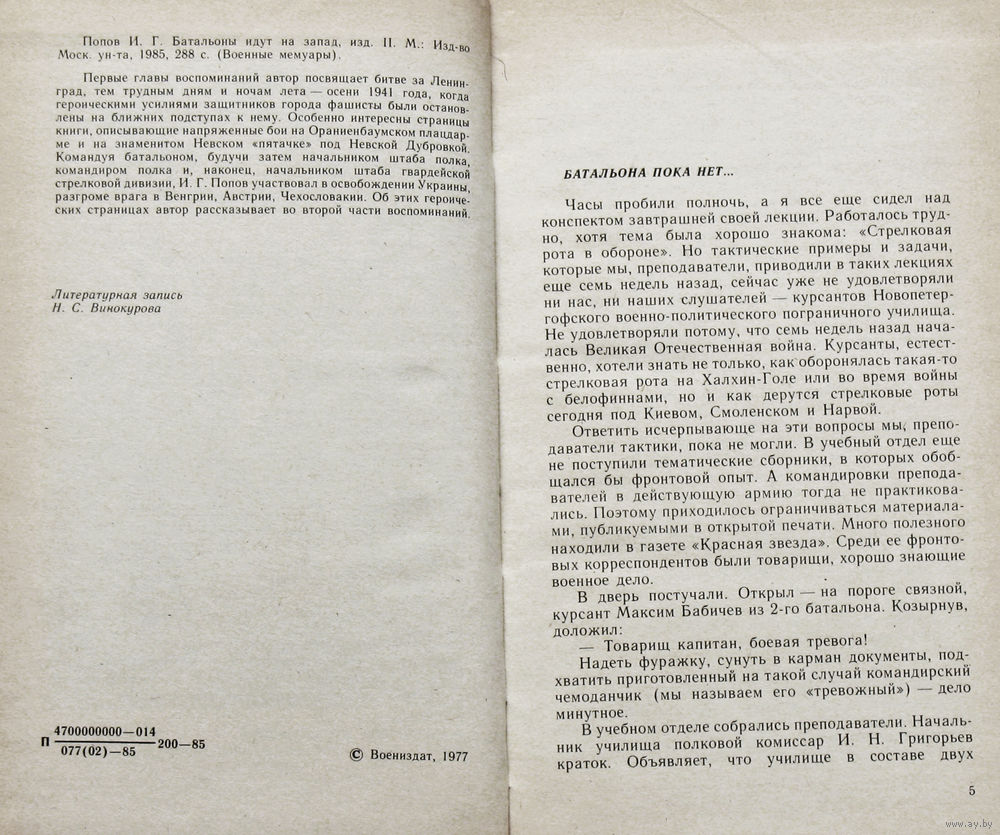 Попов И. Г. Батальоны идут на запад, изд. II. М.: Изд-во
Моск. ун-та, 1985, 288 с. (Военные мемуары).
Первые главы воспоминаний автор посвящает битве за Ленин-
град, тем трудным дням и ночам лета — осени 1941 года, когда
героическими усилиями защитников города фашисты были останов-
лены на ближних подступах к нему. Особенно интересны страницы
книги, описывающие напряженные бои на Ораниенбаумском плацдар-
ме и на знаменитом Невском «пятачке» под Невской Дубровкой.
Командуя батальоном, будучи затем начальником штаба полка,
командиром полка и, наконец, начальником штаба гвардейской
стрелковой дивизии, И. Г. Попов участвовал в освобождении Украины,
разгроме врага в Венгрии, Австрии, Чехословакии. Об этих героиче-
ских страницах автор рассказывает во второй части воспоминаний.
Литературная запись
Н. С. Винокурова
П 4700000000—014
077(02)—85 200—85
© Воениздат, 1977
БАТАЛЬОНА ПОКА НЕТ...
Часы пробили полночь, а я все еще сидел над
конспектом завтрашней своей лекции. Работалось труд-
но, хотя тема была хорошо знакома: «Стрелковая
рота в обороне». Но тактические примеры и задачи,
которые мы, преподаватели, приводили в таких лекциях
еще семь недель назад, сейчас уже не удовлетворяли
ни нас, ни наших слушателей — курсантов Новопетер-
гофского военно-политического пограничного училища.
Не удовлетворяли потому, что семь недель назад нача-
лась Великая Отечественная война. Курсанты, естест-
венно, хотели знать не только, как оборонялась такая-то
стрелковая рота на Халхин-Голе или во время войны
с белофиннами, но и как дерутся стрелковые роты
сегодня под Киевом, Смоленском и Нарвой.
Ответить исчерпывающе на эти вопросы мы, препо-
даватели тактики, пока не могли. В учебный отдел еще
не поступили тематические сборники, в которых обоб-
щался бы фронтовой опыт. А командировки препода-
вателей в действующую армию тогда не практикова-
лись. Поэтому приходилось ограничиваться материала-
ми, публикуемыми в открытой печати. Много полезного
находили в газете «Красная звезда». Среди ее фронто-
вых корреспондентов были товарищи, хорошо знающие
военное дело.
В дверь постучали. Открыл — на пороге связной,
курсант Максим Бабичев из 2-го батальона. Козырнув,
доложил:
— Товарищ капитан, боевая тревога!
Надеть фуражку, сунуть в карман документы, под-
хватить приготовленный на такой случай командирский
чемоданчик (мы называем его «тревожный») — дело
минутное.
В учебном отделе собрались преподаватели. Началь-
ник училища полковой комиссар И. Н. Григорьев
краток. Объявляет, что училище в составе двух
5
www.ay.by